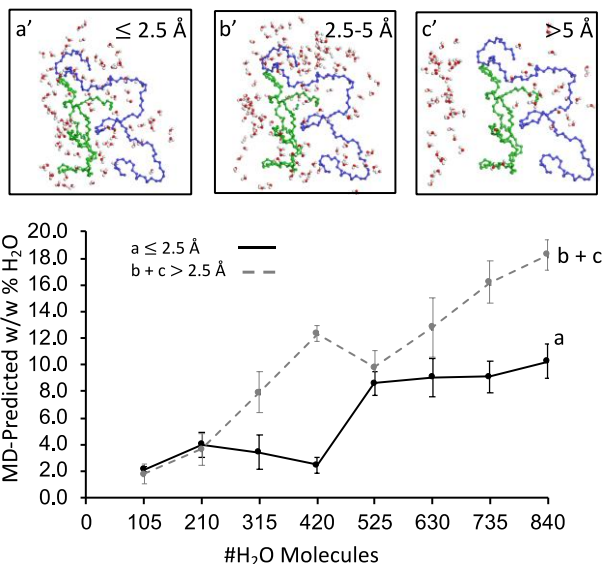 a’ ≤ 2.5 Å
b’ 2.5-5 Å
c’ >5 Å
MD-Predicted w/w % H₂O
20.0
18.0
16.0
14.0
12.0
10.0
8.0
6.0
4.0
2.0
0.0
a ≤ 2.5 Å
b + c > 2.5 Å
b + c
a
0 105 210 315 420 525 630 735 840
#H₂O Molecules